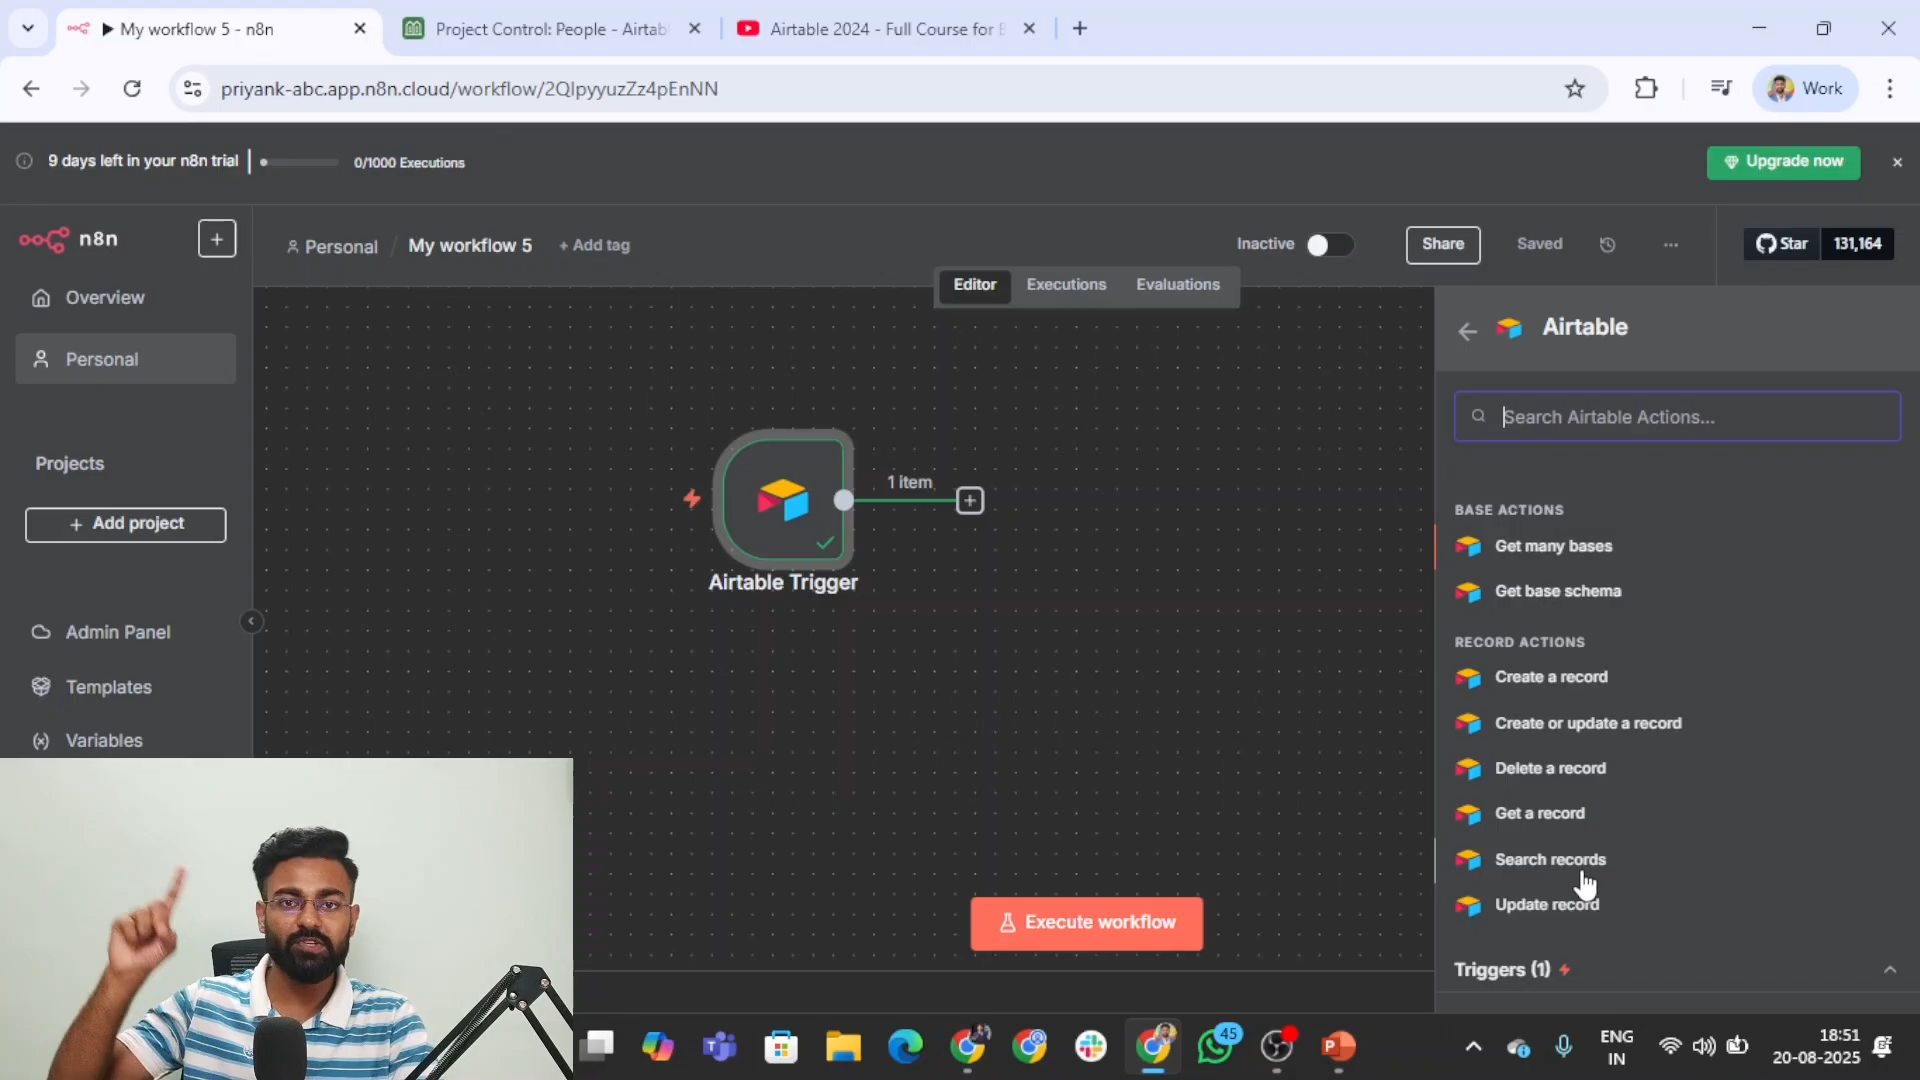 My workflow 5 - n8n
Project Control: People - Airtab
Airtable 2024 - Full Course for B
priyank-abc.app.n8n.cloud/workflow/2QIpyyuzZz4pEnNN
Work
9 days left in your n8n trial
0/1000 Executions
Upgrade now
n8n
Personal / My workflow 5 + Add tag
Inactive
Share
Saved
Star
131,164
Editor
Executions
Evaluations
Overview
Personal
Projects
+ Add project
Admin Panel
Templates
(x) Variables
1 item
Airtable Trigger
Execute workflow
Airtable
Search Airtable Actions...
BASE ACTIONS
Get many bases
Get base schema
RECORD ACTIONS
Create a record
Create or update a record
Delete a record
Get a record
Search records
Update record
Triggers (1)
45
ENG
IN
18:51
20-08-2025